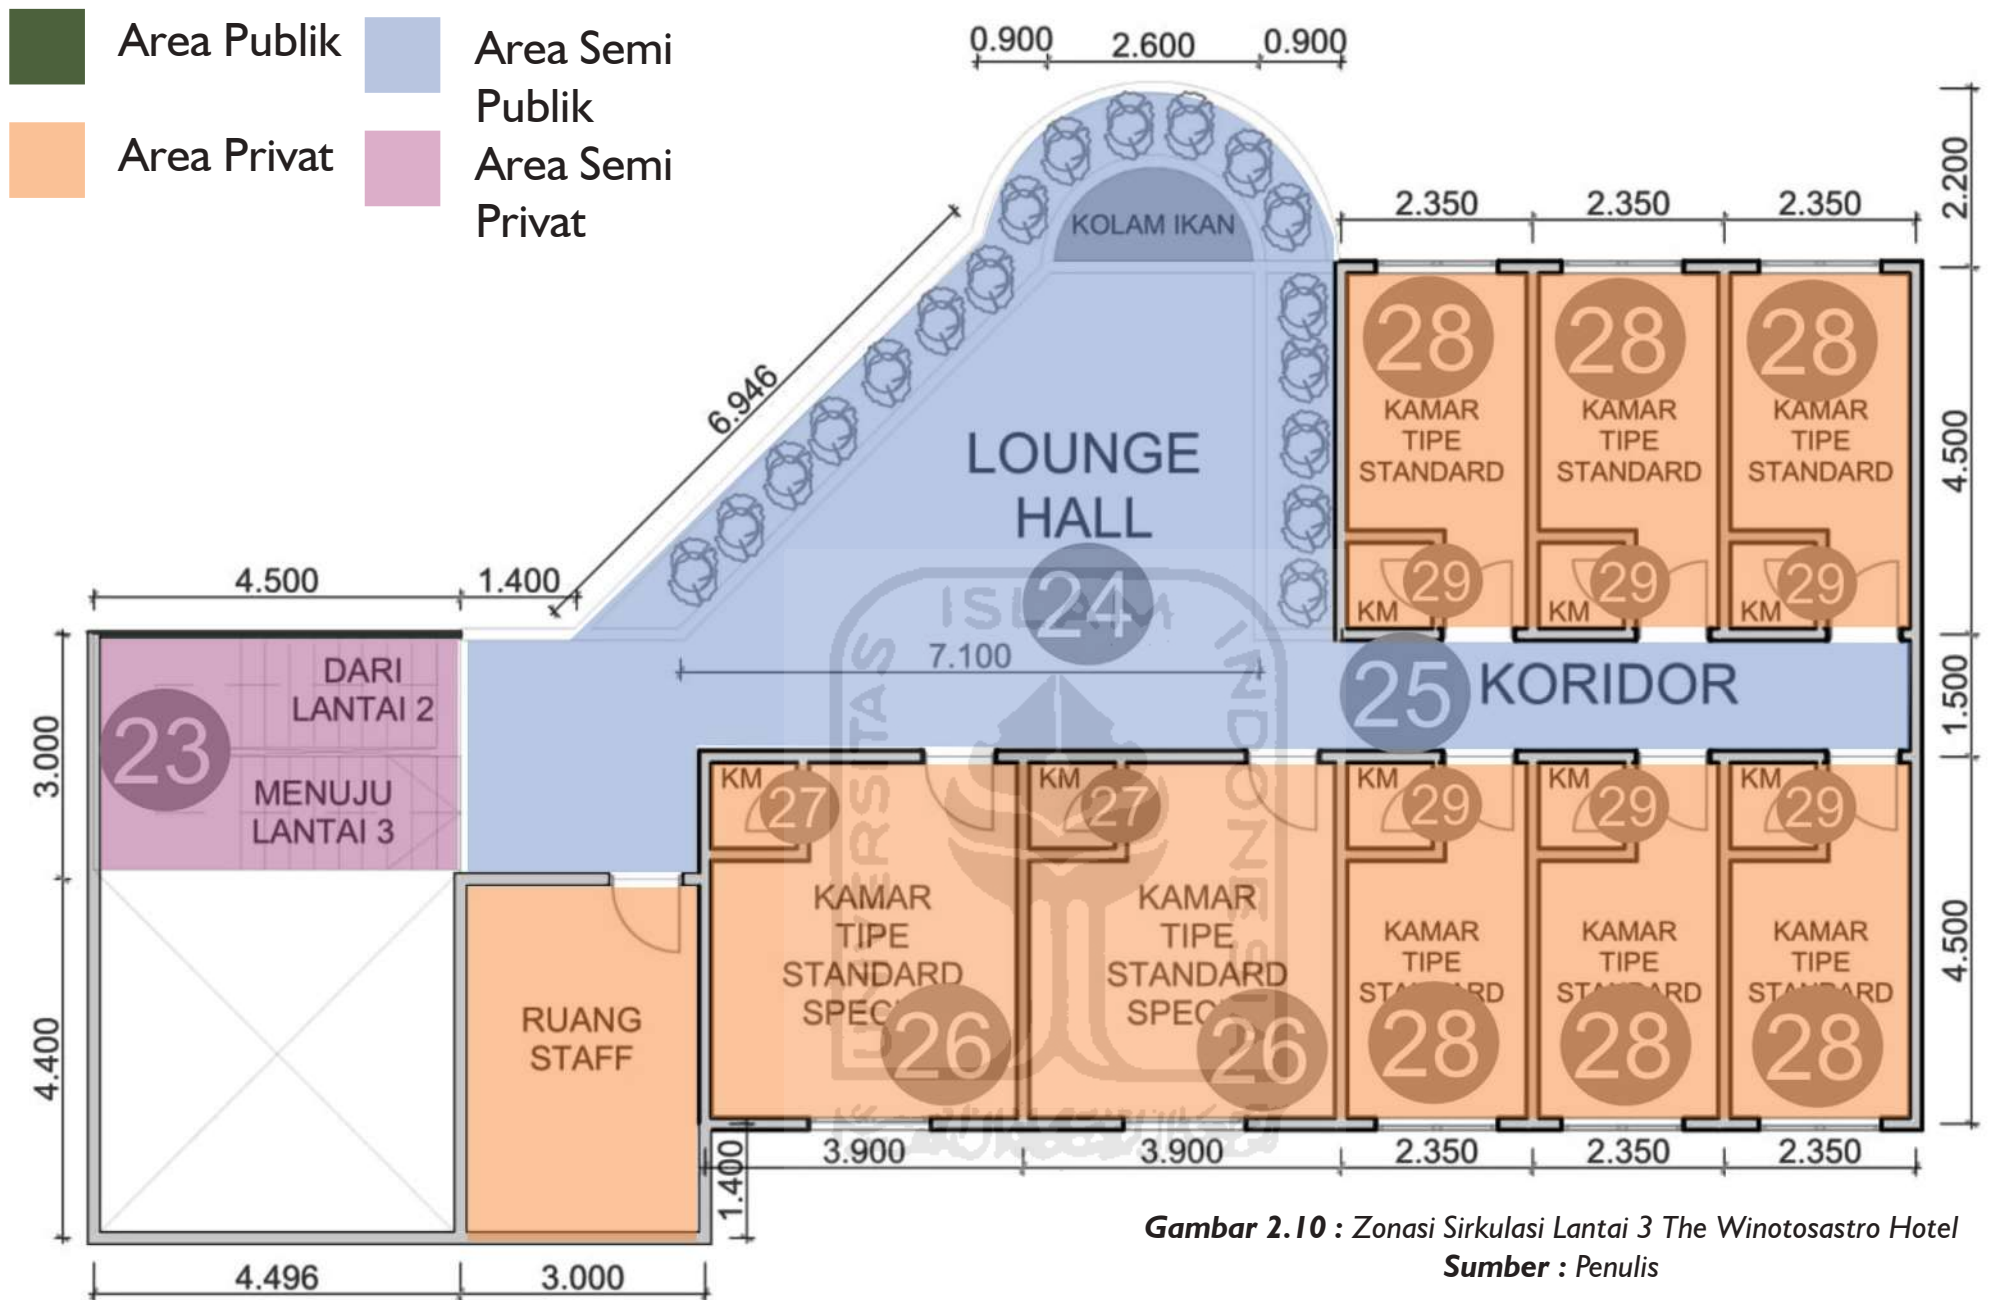 Area Publik
Area Semi
Publik
Area Privat
Area Semi
Privat
0.900
2.600
0.900
2.200
2.350
2.350
2.350
KOLAM IKAN
6.946
28
28
28
KAMAR
TIPE
STANDARD
KAMAR
TIPE
STANDARD
KAMAR
TIPE
STANDARD
4.500
LOUNGE
HALL
24
7.100
4.500
1.400
KM
29
KM
29
KM
29
DARI
LANTAI 2
23
MENUJU
LANTAI 3
3.000
25
KORIDOR
1.500
KM
27
KM
27
KM
29
KM
29
KM
29
KAMAR
TIPE
STANDARD
26
KAMAR
TIPE
STANDARD
26
KAMAR
TIPE
28
KAMAR
TIPE
28
KAMAR
TIPE
28
4.500
RUANG
STAFF
4.400
1.400
3.900
3.900
2.350
2.350
2.350
4.496
3.000
UNIVERSITAS
ISLAM
INDONESIA
Gambar 2.10 : Zonasi Sirkulasi Lantai 3 The Winotosastro Hotel
Sumber : Penulis